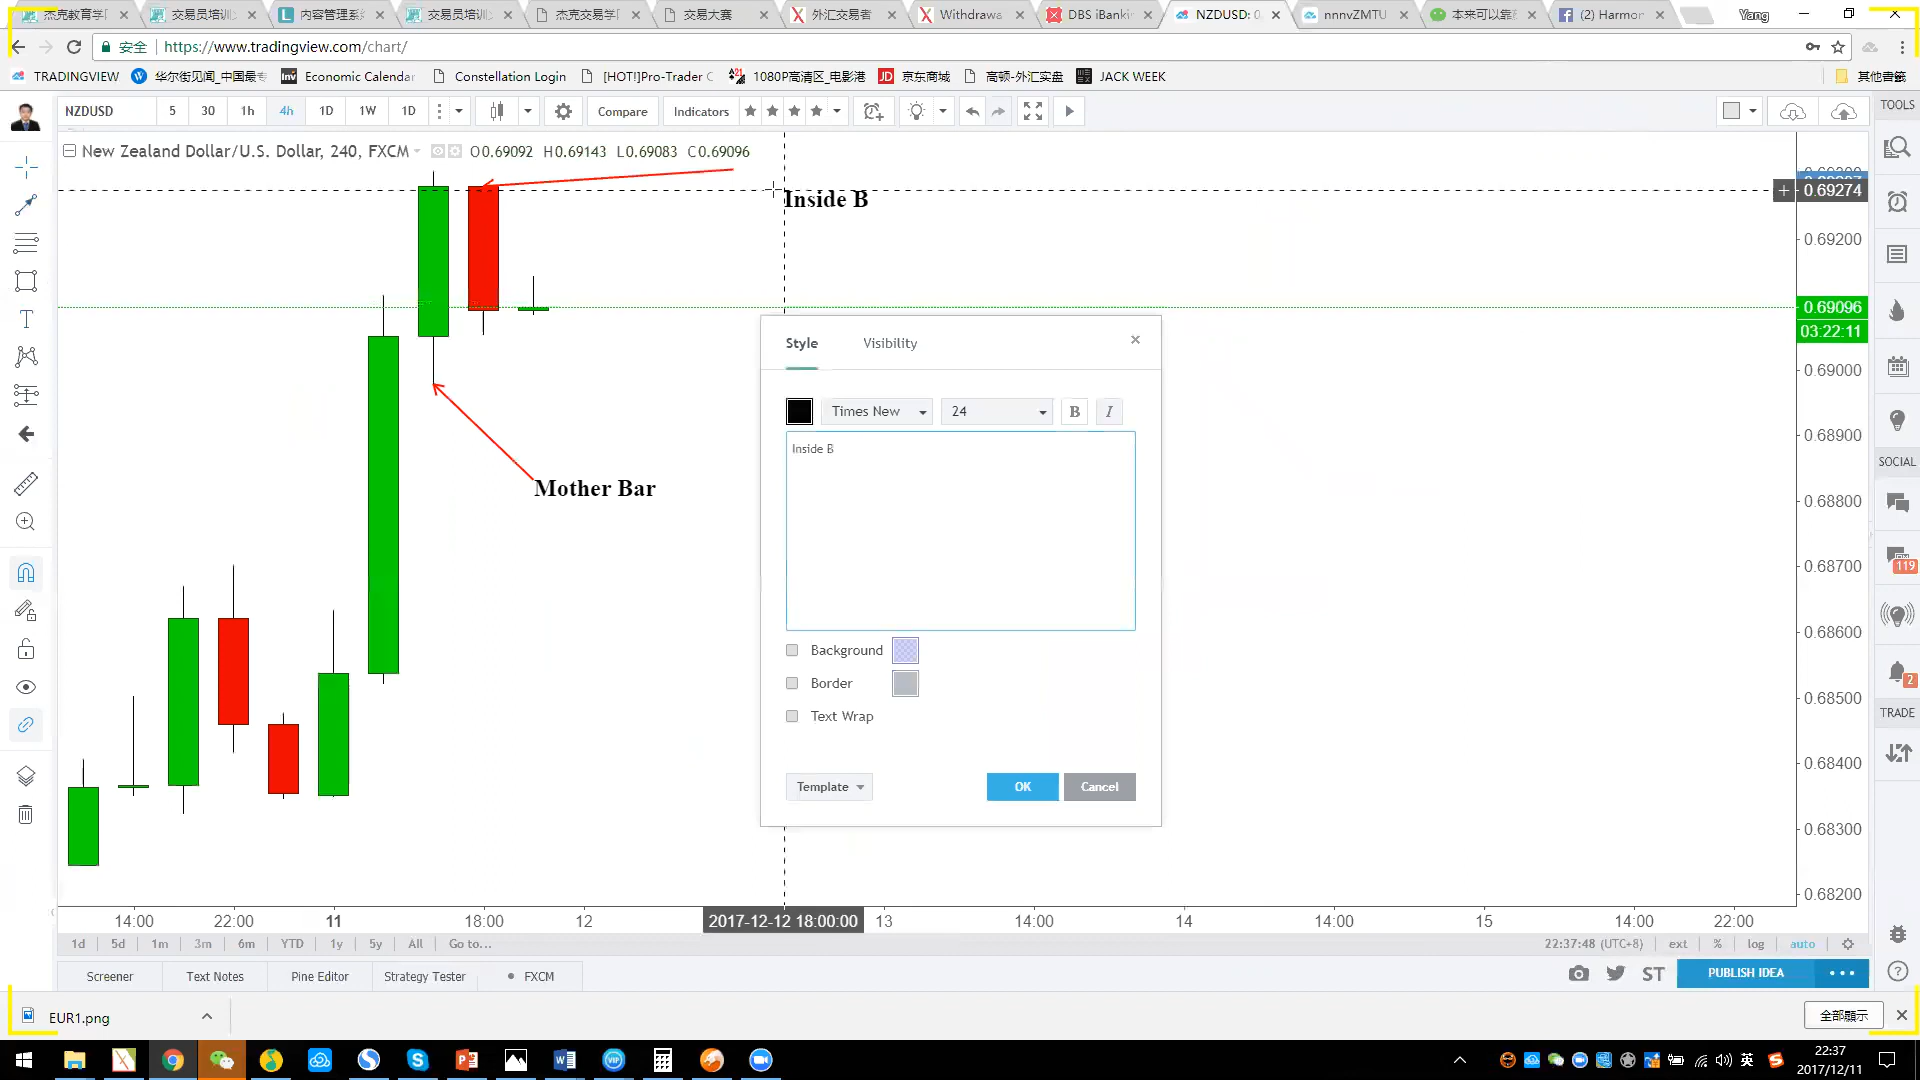 杰克教育学
交易员培训
内容管理系统
交易员培训
杰克交易学
交易大赛
外汇交易者
Withdrawa
DBS iBanki
NZDUSD: 0
nnnvZMTU
本来可以靠
(2) Harmon
Yang
安全 | https://www.tradingview.com/chart/
TRADINGVIEW
华尔街见闻_中国最专
Economic Calendar
Constellation Login
[HOT!]Pro-Trader C
1080P高清区_电影港
JD 京东商城
高顿-外汇实盘
JACK WEEK
其他書籤
NZDUSD 5 30 1h 4h 1D 1W 1D Compare Indicators
TOOLS
New Zealand Dollar/U.S. Dollar, 240, FXCM O0.69092 H0.69143 L0.69083 C0.69096
0.69274
Inside B
0.69200
0.69096
03:22:11
0.69000
0.68900
0.68800
0.68700
0.68600
0.68500
0.68400
0.68300
0.68200
Mother Bar
Style Visibility
Times New 24 B I
Inside B
Background
Border
Text Wrap
Template OK Cancel
SOCIAL
119
2
TRADE
14:00 22:00 11 18:00 12 2017-12-12 18:00:00 13 14:00 14 14:00 15 14:00 22:00
1d 5d 1m 3m 6m YTD 1y 5y All Go to... 22:37:48 (UTC+8) ext % log auto
Screener Text Notes Pine Editor Strategy Tester FXCM ST PUBLISH IDEA
EUR1.png
全部顯示
英
22:37
2017/12/11